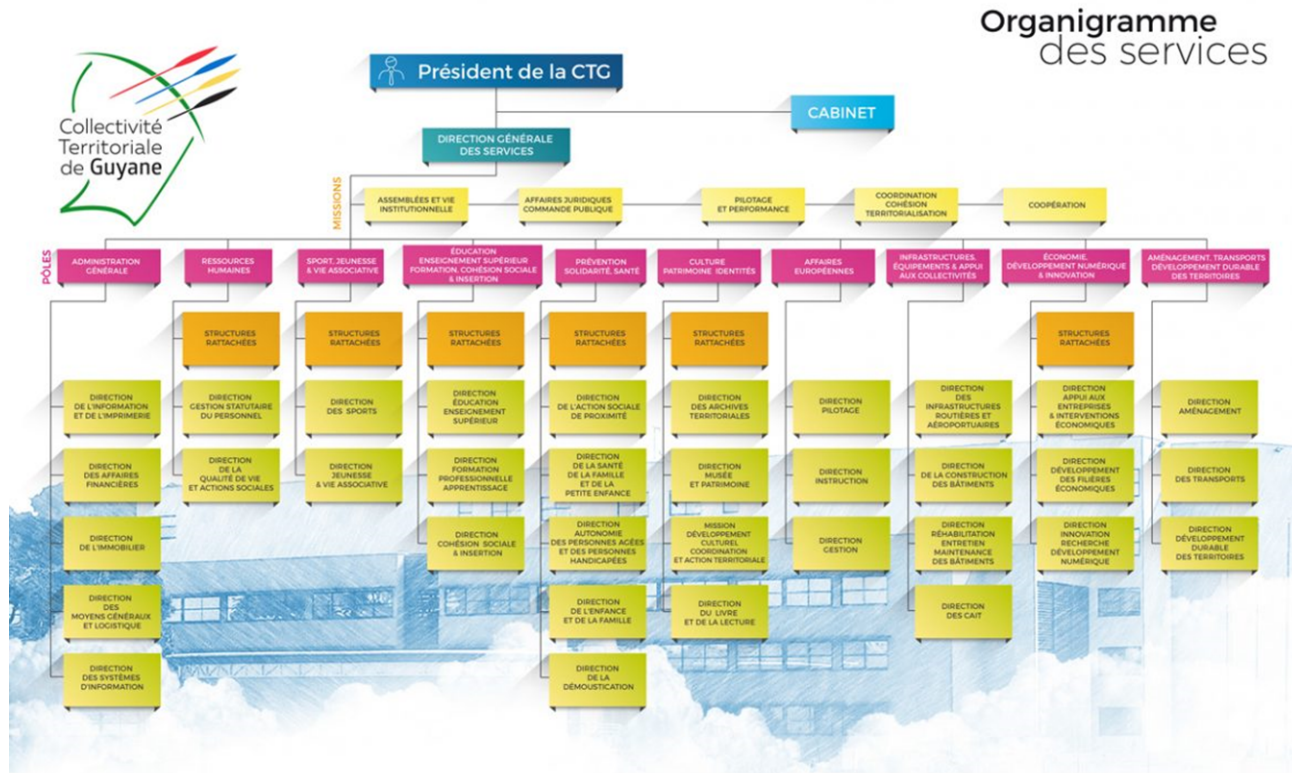 Organigramme
des services
Collectivité
Territoriale
de Guyane
Président de la CTG
CABINET
DIRECTION GÉNÉRALE
DES SERVICES
MISSIONS
ASSEMBLÉES ET VIE
INSTITUTIONNELLE
AFFAIRES JURIDIQUES
COMMANDE PUBLIQUE
PILOTAGE
ET PERFORMANCE
COORDINATION
COHÉSION
TERRITORIALISATION
COOPÉRATION
PÔLES
ADMINISTRATION
GÉNÉRALE
RESSOURCES
HUMAINES
SPORT, JEUNESSE
& VIE ASSOCIATIVE
ÉDUCATION
ENSEIGNEMENT SUPÉRIEUR
FORMATION, COHÉSION SOCIALE
& INSERTION
PRÉVENTION
SOLIDARITÉ, SANTÉ
CULTURE
PATRIMOINE IDENTITÉS
AFFAIRES
EUROPÉENNES
INFRASTRUCTURES,
ÉQUIPEMENTS & APPUI
AUX COLLECTIVITÉS
ÉCONOMIE,
DÉVELOPPEMENT NUMÉRIQUE
& INNOVATION
AMÉNAGEMENT, TRANSPORTS
DÉVELOPPEMENT DURABLE
DES TERRITOIRES
STRUCTURES
RATTACHÉES
STRUCTURES
RATTACHÉES
STRUCTURES
RATTACHÉES
STRUCTURES
RATTACHÉES
STRUCTURES
RATTACHÉES
STRUCTURES
RATTACHÉES
DIRECTION
DE L'INFORMATION
ET DE L'IMPRIMERIE
DIRECTION
GESTION STATUTAIRE
DU PERSONNEL
DIRECTION
DES SPORTS
DIRECTION
ÉDUCATION
ENSEIGNEMENT
SUPÉRIEUR
DIRECTION
DE L'ACTION SOCIALE
DE PROXIMITÉ
DIRECTION
DES ARCHIVES
TERRITORIALES
DIRECTION
PILOTAGE
DIRECTION
DES
INFRASTRUCTURES
ROUTIÈRES ET
AÉROPORTUAIRES
DIRECTION
APPUI AUX
ENTREPRISES
& INTERVENTIONS
ÉCONOMIQUES
DIRECTION
AMÉNAGEMENT
DIRECTION
DES AFFAIRES
FINANCIÈRES
DIRECTION
DE LA
QUALITÉ DE VIE
ET ACTIONS SOCIALES
DIRECTION
JEUNESSE
& VIE ASSOCIATIVE
DIRECTION
FORMATION
PROFESSIONNELLE
APPRENTISSAGE
DIRECTION
DE LA SANTÉ
DE LA FAMILLE
ET DE LA
PETITE ENFANCE
DIRECTION
MUSÉE
ET PATRIMOINE
DIRECTION
INSTRUCTION
DIRECTION
DE LA CONSTRUCTION
DES BÂTIMENTS
DIRECTION
DÉVELOPPEMENT
DES FILIÈRES
ÉCONOMIQUES
DIRECTION
DES TRANSPORTS
DIRECTION
DE L'IMMOBILIER
DIRECTION
COHÉSION SOCIALE
& INSERTION
DIRECTION
AUTONOMIE
DES PERSONNES AGÉES
ET DES PERSONNES
HANDICAPÉES
MISSION
DÉVELOPPEMENT
CULTUREL
COORDINATION
ET ACTION TERRITORIALE
DIRECTION
GESTION
DIRECTION
RÉHABILITATION
ENTRETIEN
MAINTENANCE
DES BÂTIMENTS
DIRECTION
INNOVATION
RECHERCHE
DÉVELOPPEMENT
NUMÉRIQUE
DIRECTION
DÉVELOPPEMENT
DURABLE
DES TERRITOIRES
DIRECTION
DES
MOYENS GÉNÉRAUX
ET LOGISTIQUE
DIRECTION
DE L'ENFANCE
ET DE LA FAMILLE
DIRECTION
DU LIVRE
ET DE LA LECTURE
DIRECTION
DES CAIT
DIRECTION
DES SYSTÈMES
D'INFORMATION
DIRECTION
DE LA
DÉMOUSTICATION